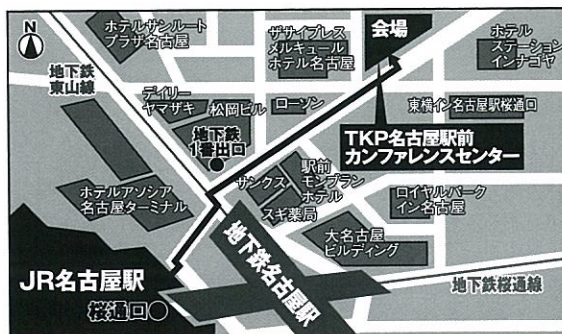 N
ホテルサンルート
プラザ名古屋
ザサイプレス
メルキュール
ホテル名古屋
会場
ホテル
ステーション
インナゴヤ
地下鉄
東山線
デイリー
ヤマザキ
松岡ビル
ローソン
東横イン名古屋駅桜通口
地下鉄
1番出口
TKP名古屋駅前
カンファレンスセンター
サンクス
駅前
モンブラン
ホテル
スギ薬局
ロイヤルパーク
イン名古屋
ホテルアソシア
名古屋ターミナル
大名古屋
ビルディング
地下鉄名古屋駅
JR名古屋駅
桜通口
地下鉄桜通線